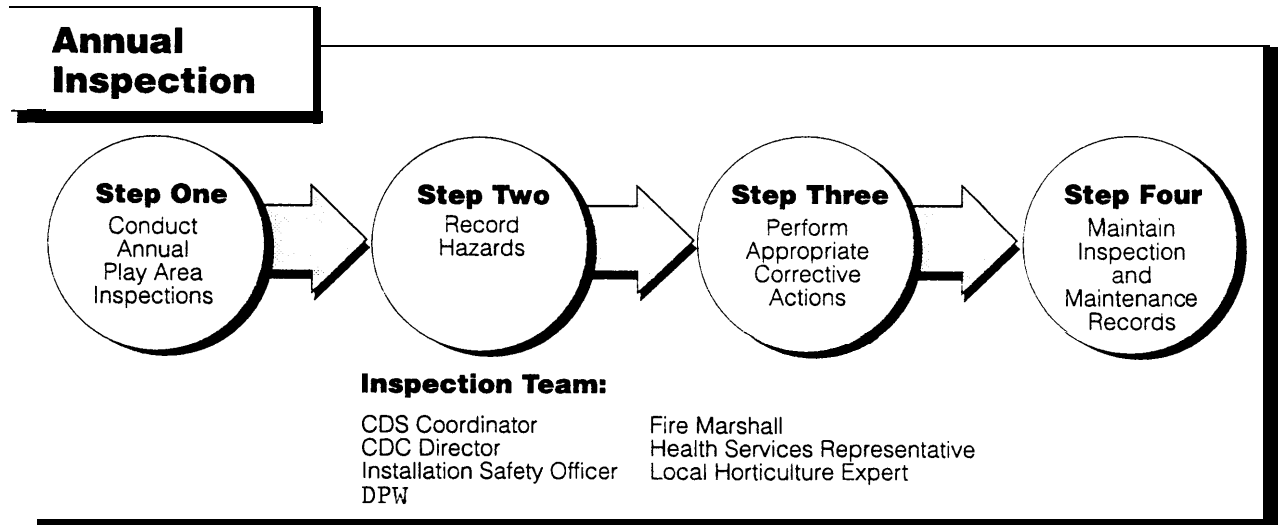 Annual
Inspection
Step One
Conduct
Annual
Play Area
Inspections
Step Two
Record
Hazards
Step Three
Perform
Appropriate
Corrective
Actions
Step Four
Maintain
Inspection
and
Maintenance
Records
Inspection Team:
CDS Coordinator
CDC Director
Installation Safety Officer
DPW
Fire Marshall
Health Services Representative
Local Horticulture Expert